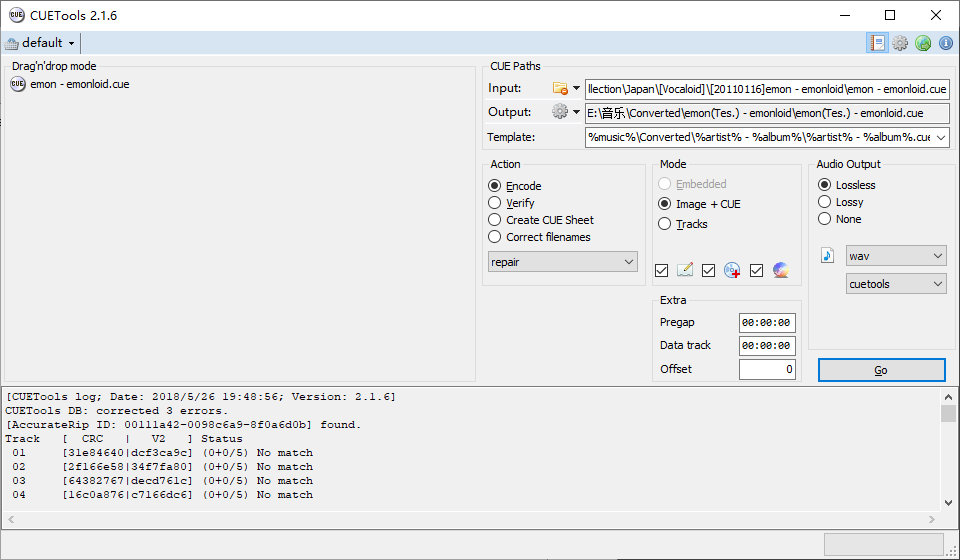 CUETools 2.1.6
default
Drag'n'drop mode
emon - emonloid.cue
CUE Paths
Input:
llection\Japan\[Vocaloid]\[20110116]emon - emonloid\emon - emonloid.cue
Output:
E:\音乐\Converted\emon(Tes.) - emonloid\emon(Tes.) - emonloid.cue
Template:
%music%\Converted\%artist% - %album%\%artist% - %album%.cue
Action
Encode
Verify
Create CUE Sheet
Correct filenames
repair
Mode
Embedded
Image + CUE
Tracks
Extra
Pregap
00:00:00
Data track
00:00:00
Offset
0
Audio Output
Lossless
Lossy
None
wav
cuetools
Go
[CUETools log; Date: 2018/5/26 19:48:56; Version: 2.1.6]
CUETools DB: corrected 3 errors.
[AccurateRip ID: 00111a42-0098c6a9-8f0a6d0b] found.
Track [ CRC | V2 ] Status
01 [31e84640|dcf3ca9c] (0+0/5) No match
02 [2f166e58|34f7fa80] (0+0/5) No match
03 [64382767|decd761c] (0+0/5) No match
04 [16c0a876|c7166dc6] (0+0/5) No match